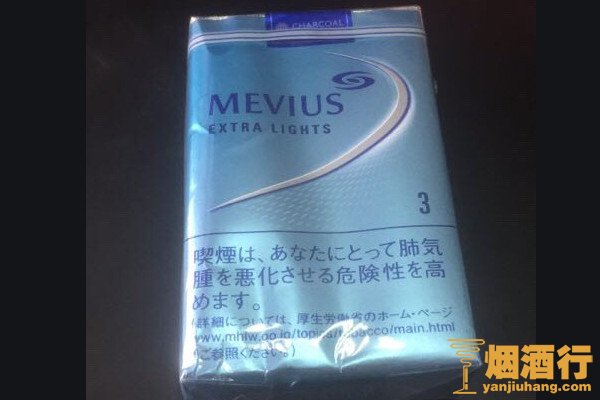 CHARCOAL
MEVIUS
EXTRA LIGHTS
3
喫煙は、あなたにとって肺気
腫を悪化させる危険性を高
めます。
(詳細については、厚生労働省のホーム・ページ
www.mhlw.go.jp/topics/tobacco/main.html
をご参照ください。)
烟酒行
yanjiuhang.com